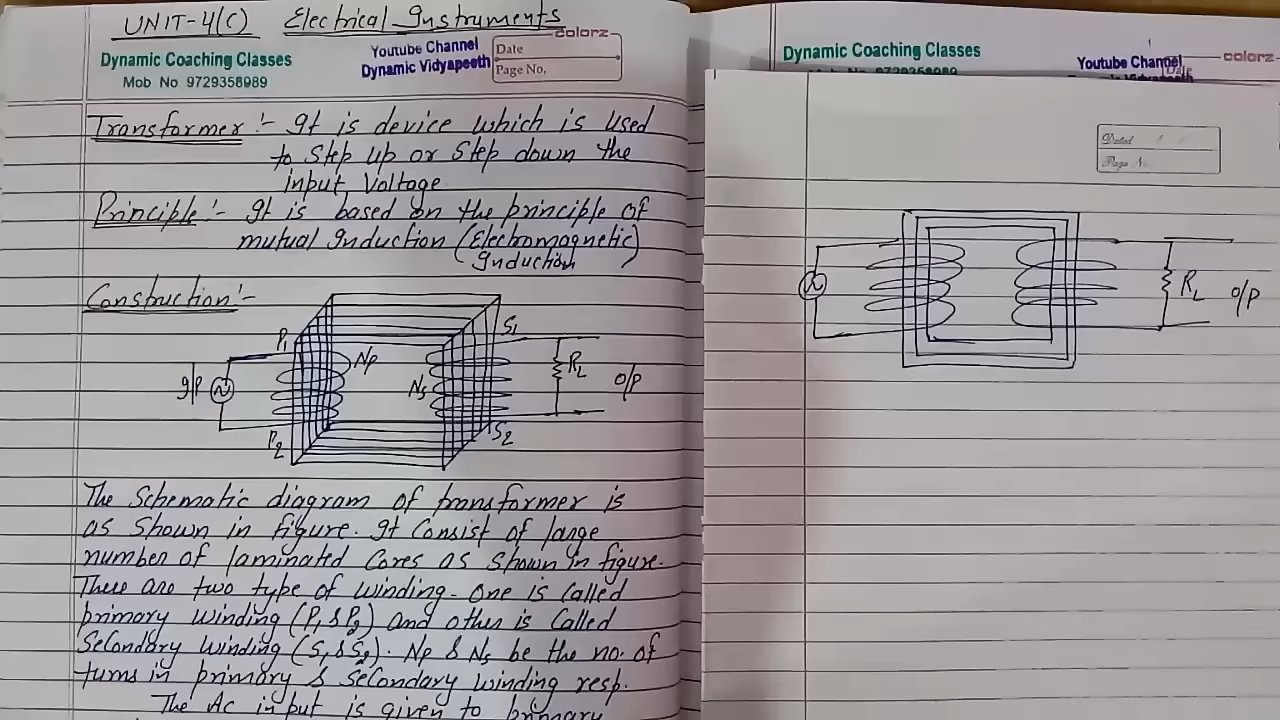 UNIT-4(C) Electrical Instruments
Dynamic Coaching Classes
Mob No 9729358989
Youtube Channel
Dynamic Vidyapeeth
colorz
Date
Page No.
Transformer :- It is device which is used
to Step up or Step down the
input Voltage
Principle :- It is based on the principle of
mutual Induction (Electromagnetic)
Induction
Construction :-
P1
S1
Np
Ns
I/P
RL
O/P
P2
S2
The Schematic diagram of transformer is
as Shown in figure. It Consist of large
number of laminated Cores as Shown in figure.
There are two type of winding. One is Called
primary winding (P1 & P2) and other is Called
Secondary winding (S1 & S2). Np & Ns be the no. of
turns in primary & Secondary winding resp.
The Ac input is given to primary
Dynamic Coaching Classes
Mob No 9729358989
Youtube Channel
colorz
Dated
Page No.
RL
O/P